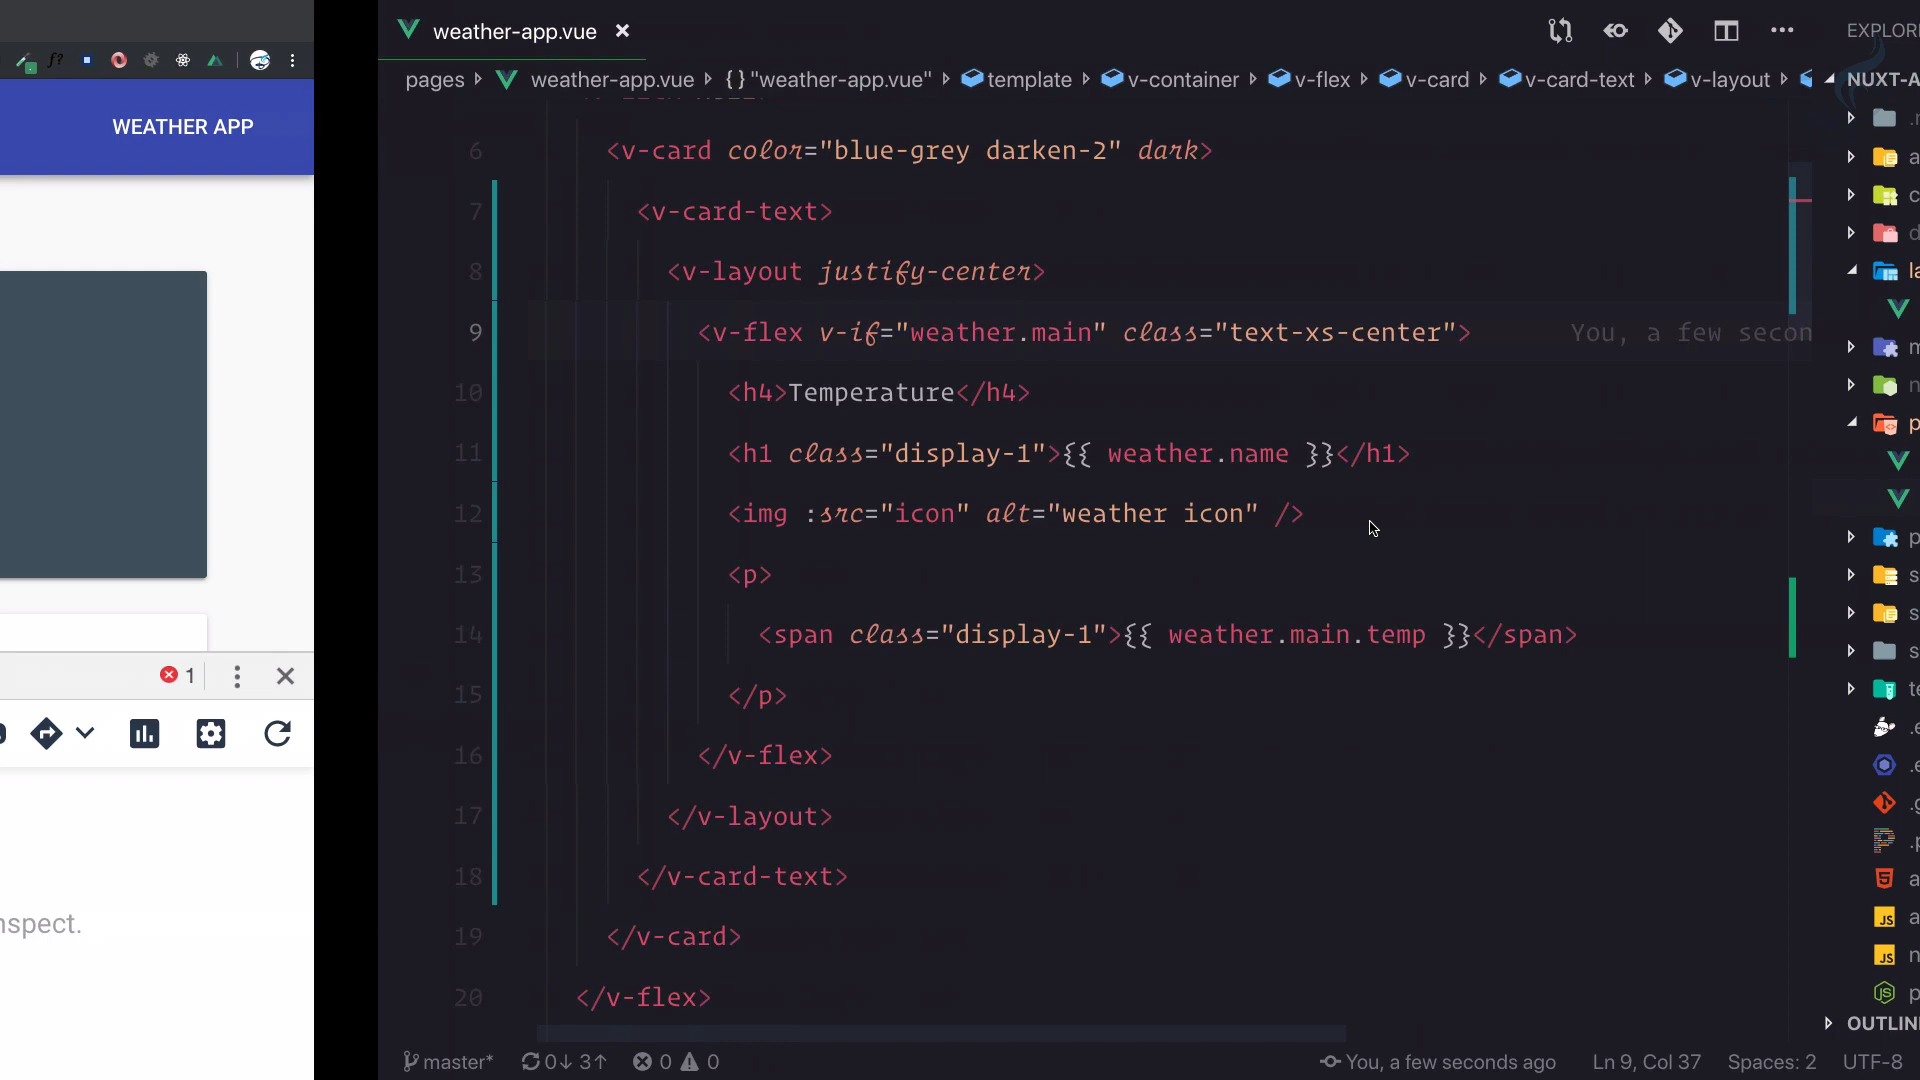 weather-app.vue
pages weather-app.vue {} "weather-app.vue" template v-container v-flex v-card v-card-text v-layout
WEATHER APP
6 <v-card color="blue-grey darken-2" dark>
7 <v-card-text>
8 <v-layout justify-center>
9 <v-flex v-if="weather.main" class="text-xs-center"> You, a few secon
10 <h4>Temperature</h4>
11 <h1 class="display-1">{{ weather.name }}</h1>
12 <img :src="icon" alt="weather icon" />
13 <p>
14 <span class="display-1">{{ weather.main.temp }}</span>
15 </p>
16 </v-flex>
17 </v-layout>
18 </v-card-text>
19 </v-card>
20 </v-flex>
1
nspect.
EXPLOR
NUXT-A
OUTLIN
master* 0↓ 3↑ 0 0 You, a few seconds ago Ln 9, Col 37 Spaces: 2 UTF-8